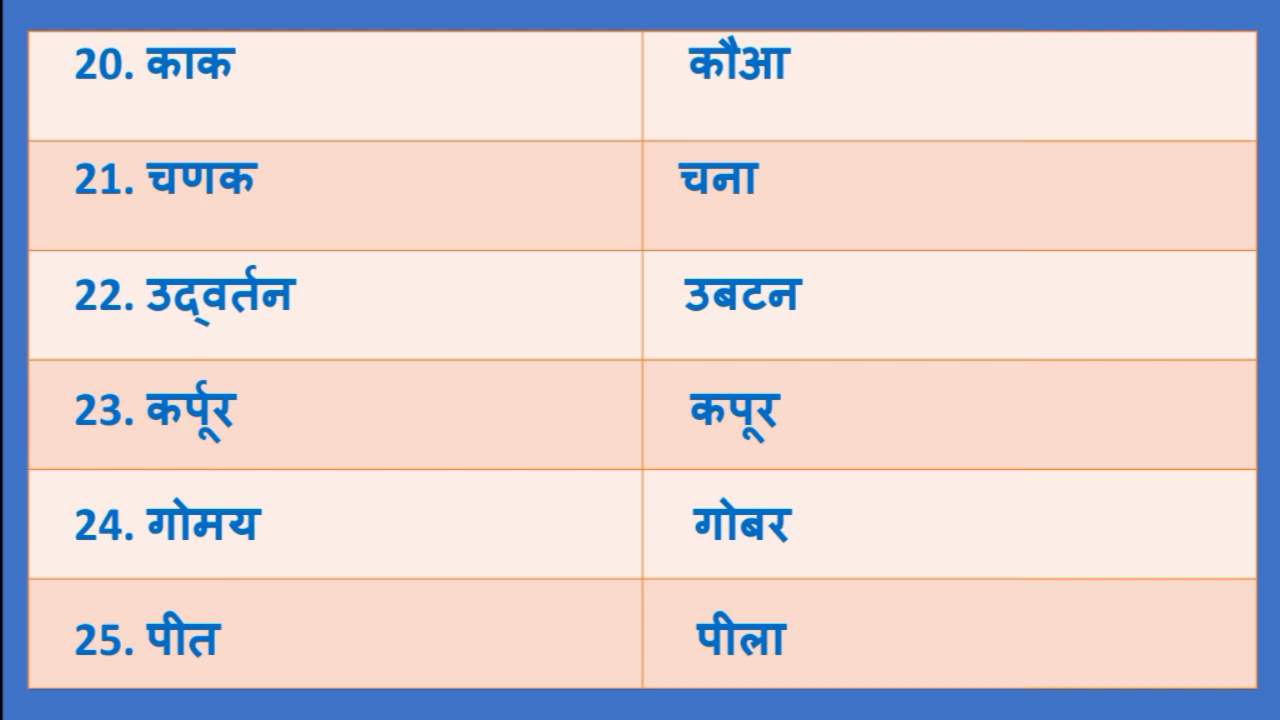 20. काक कौआ
21. चणक चना
22. उद्‌वर्तन उबटन
23. कर्पूर कपूर
24. गोमय गोबर
25. पीत पीला